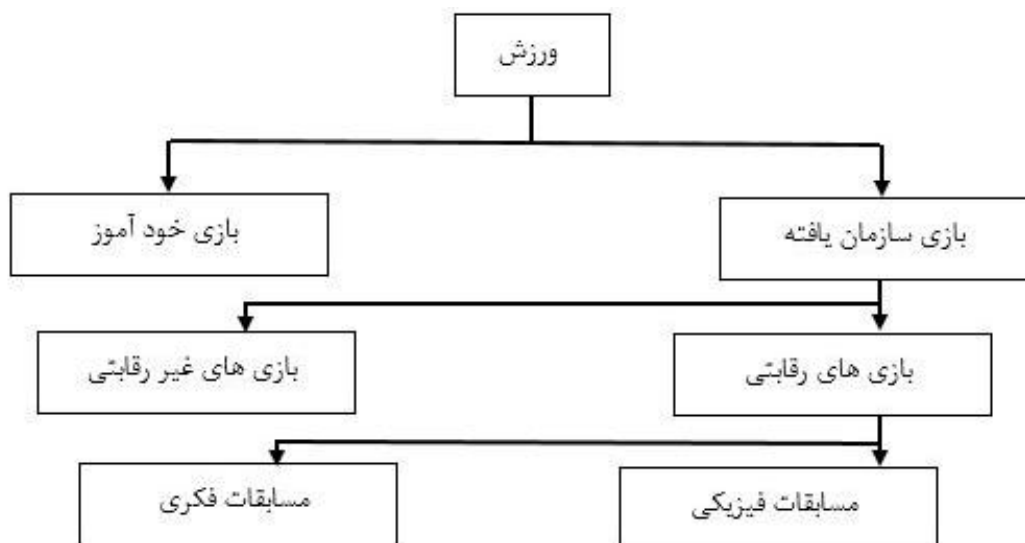 ورزش
بازی سازمان یافته
بازی خود آموز
بازی های رقابتی
بازی های غیر رقابتی
مسابقات فیزیکی
مسابقات فکری